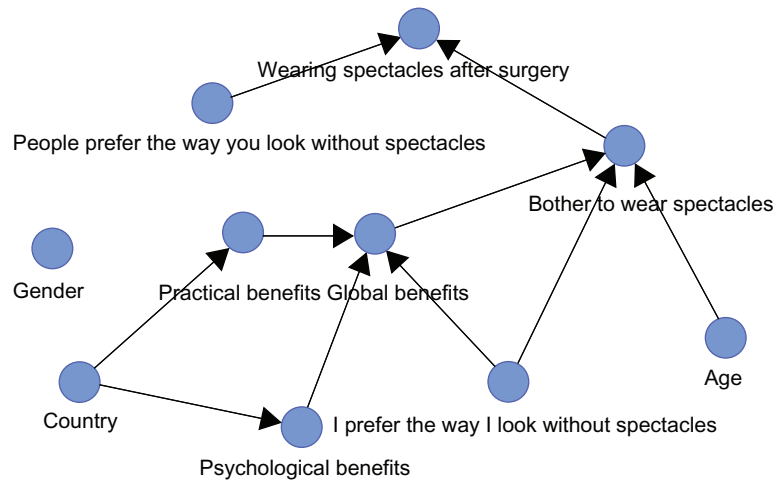 Wearing spectacles after surgery
People prefer the way you look without spectacles
Bother to wear spectacles
Gender
Practical benefits
Global benefits
Age
Country
I prefer the way I look without spectacles
Psychological benefits